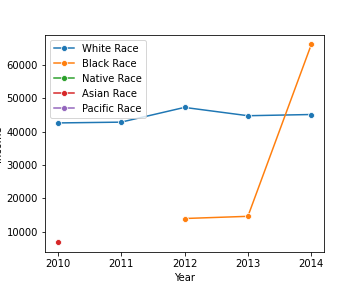 White Race
Black Race
Native Race
Asian Race
Pacific Race
60000
50000
40000
30000
20000
10000
2010 2011 2012 2013 2014
Year